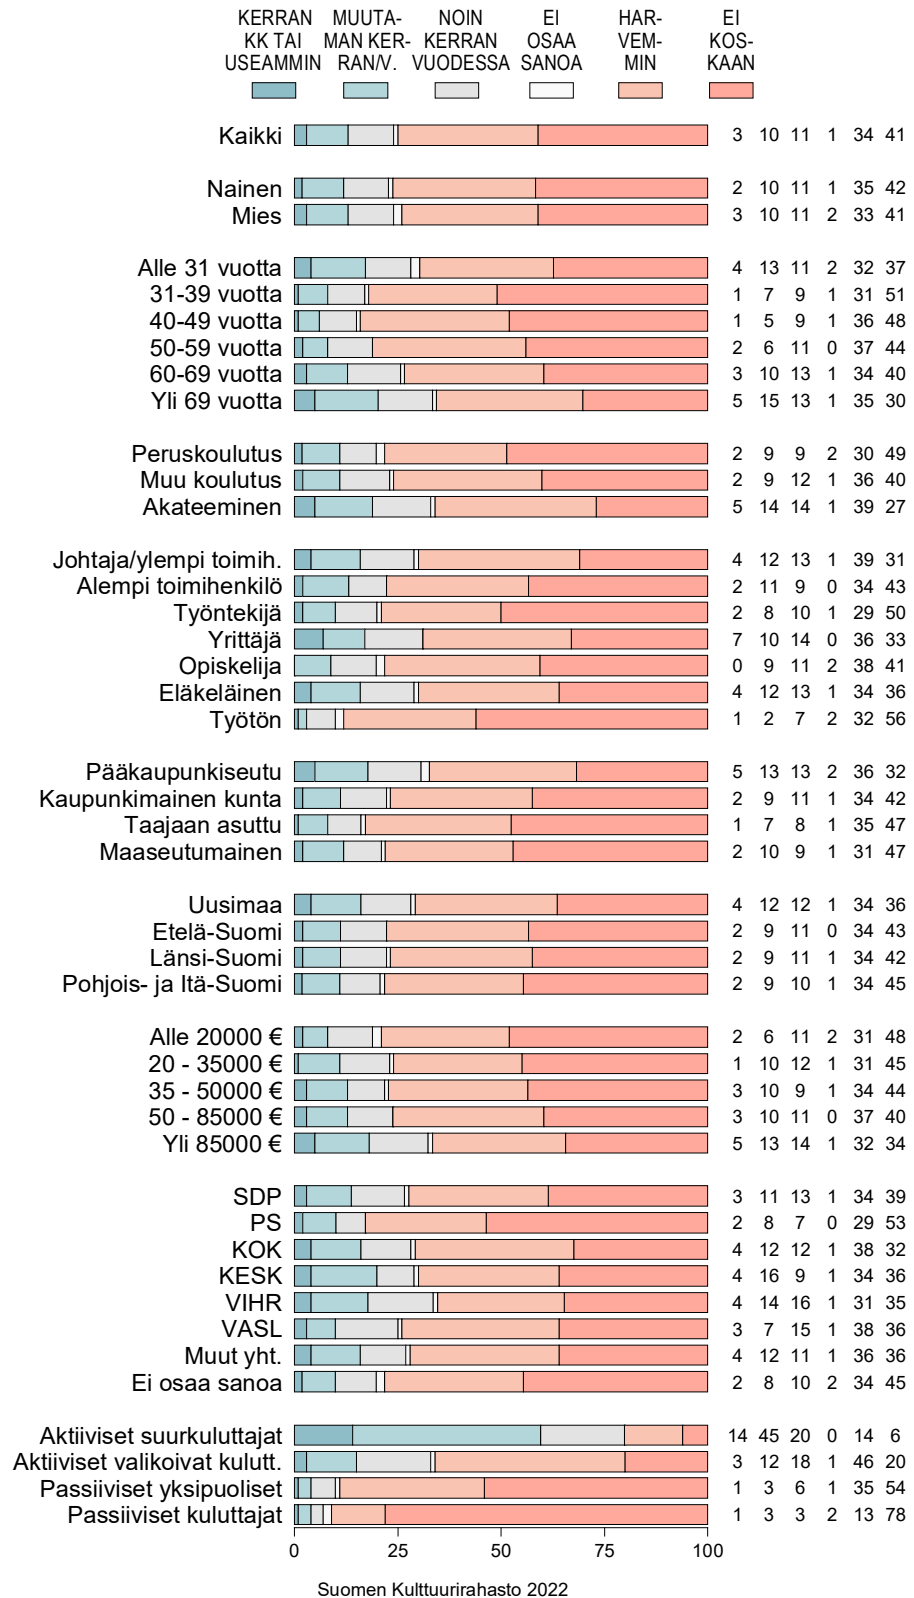 KERRAN MUUTA- NOIN EI HAR- EI
KK TAI MAN KER- KERRAN OSAA VEM- KOS-
USEAMMIN RAN/V. VUODESSA SANOA MIN KAAN
Kaikki 3 10 11 1 34 41
Nainen 2 10 11 1 35 42
Mies 3 10 11 2 33 41
Alle 31 vuotta 4 13 11 2 32 37
31-39 vuotta 1 7 9 1 31 51
40-49 vuotta 1 5 9 1 36 48
50-59 vuotta 2 6 11 0 37 44
60-69 vuotta 3 10 13 1 34 40
Yli 69 vuotta 5 15 13 1 35 30
Peruskoulutus 2 9 9 2 30 49
Muu koulutus 2 9 12 1 36 40
Akateeminen 5 14 14 1 39 27
Johtaja/ylempi toimih. 4 12 13 1 39 31
Alempi toimihenkilö 2 11 9 0 34 43
Työntekijä 2 8 10 1 29 50
Yrittäjä 7 10 14 0 36 33
Opiskelija 0 9 11 2 38 41
Eläkeläinen 4 12 13 1 34 36
Työtön 1 2 7 2 32 56
Pääkaupunkiseutu 5 13 13 2 36 32
Kaupunkimainen kunta 2 9 11 1 34 42
Taajaan asuttu 1 7 8 1 35 47
Maaseutumainen 2 10 9 1 31 47
Uusimaa 4 12 12 1 34 36
Etelä-Suomi 2 9 11 0 34 43
Länsi-Suomi 2 9 11 1 34 42
Pohjois- ja Itä-Suomi 2 9 10 1 34 45
Alle 20000 € 2 6 11 2 31 48
20 - 35000 € 1 10 12 1 31 45
35 - 50000 € 3 10 9 1 34 44
50 - 85000 € 3 10 11 0 37 40
Yli 85000 € 5 13 14 1 32 34
SDP 3 11 13 1 34 39
PS 2 8 7 0 29 53
KOK 4 12 12 1 38 32
KESK 4 16 9 1 34 36
VIHR 4 14 16 1 31 35
VASL 3 7 15 1 38 36
Muut yht. 4 12 11 1 36 36
Ei osaa sanoa 2 8 10 2 34 45
Aktiiviset suurkuluttajat 14 45 20 0 14 6
Aktiiviset valikoivat kulutt. 3 12 18 1 46 20
Passiiviset yksipuoliset 1 3 6 1 35 54
Passiiviset kuluttajat 1 3 3 2 13 78
0 25 50 75 100
Suomen Kulttuurirahasto 2022